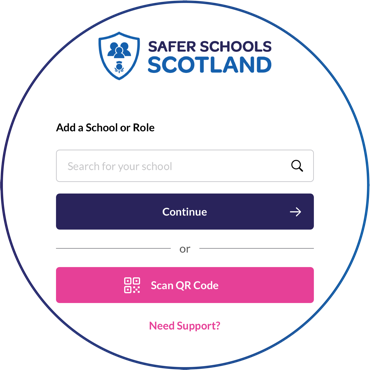 SAFER SCHOOLS
SCOTLAND
Add a School or Role
Search for your school
Continue
or
Scan QR Code
Need Support?